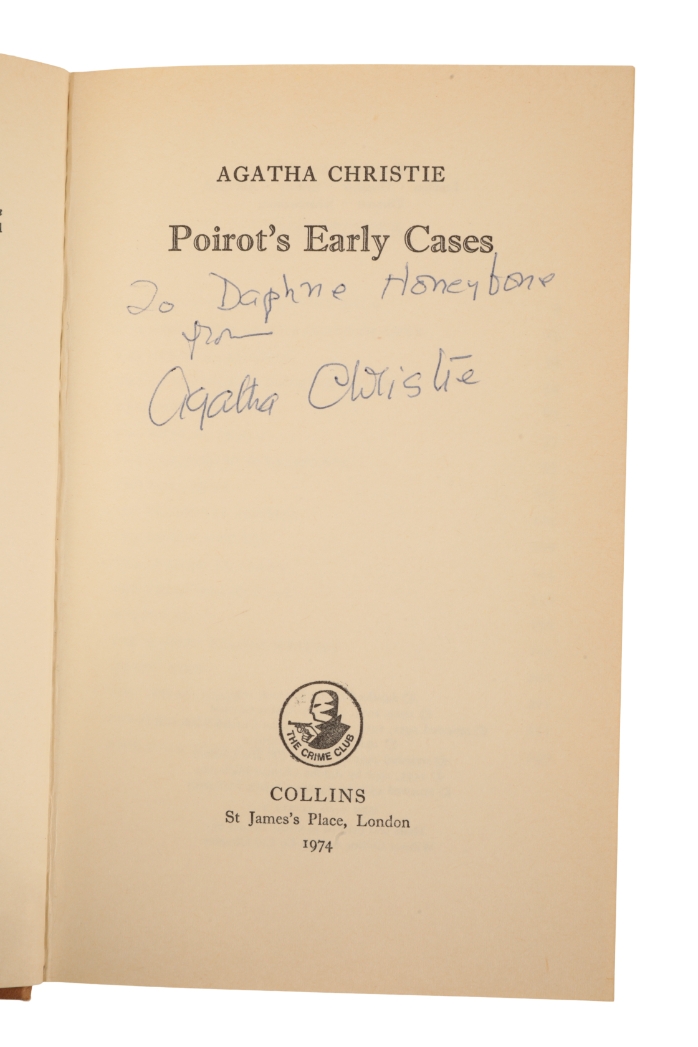 AGATHA CHRISTIE
Poirot's Early Cases
To Daphne Honeybone
from
Agatha Christie
THE CRIME CLUB
COLLINS
St James's Place, London
1974